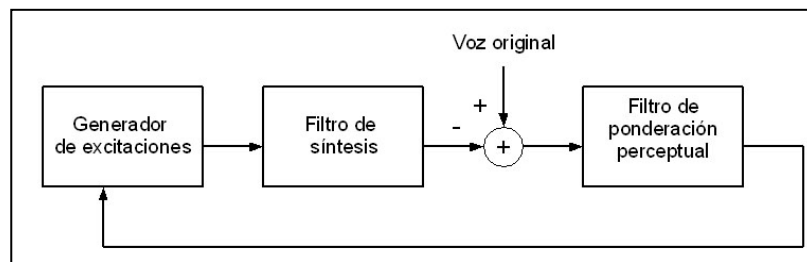 Voz original
+
-
+
Generador
de excitaciones
Filtro de
síntesis
Filtro de
ponderación
perceptual